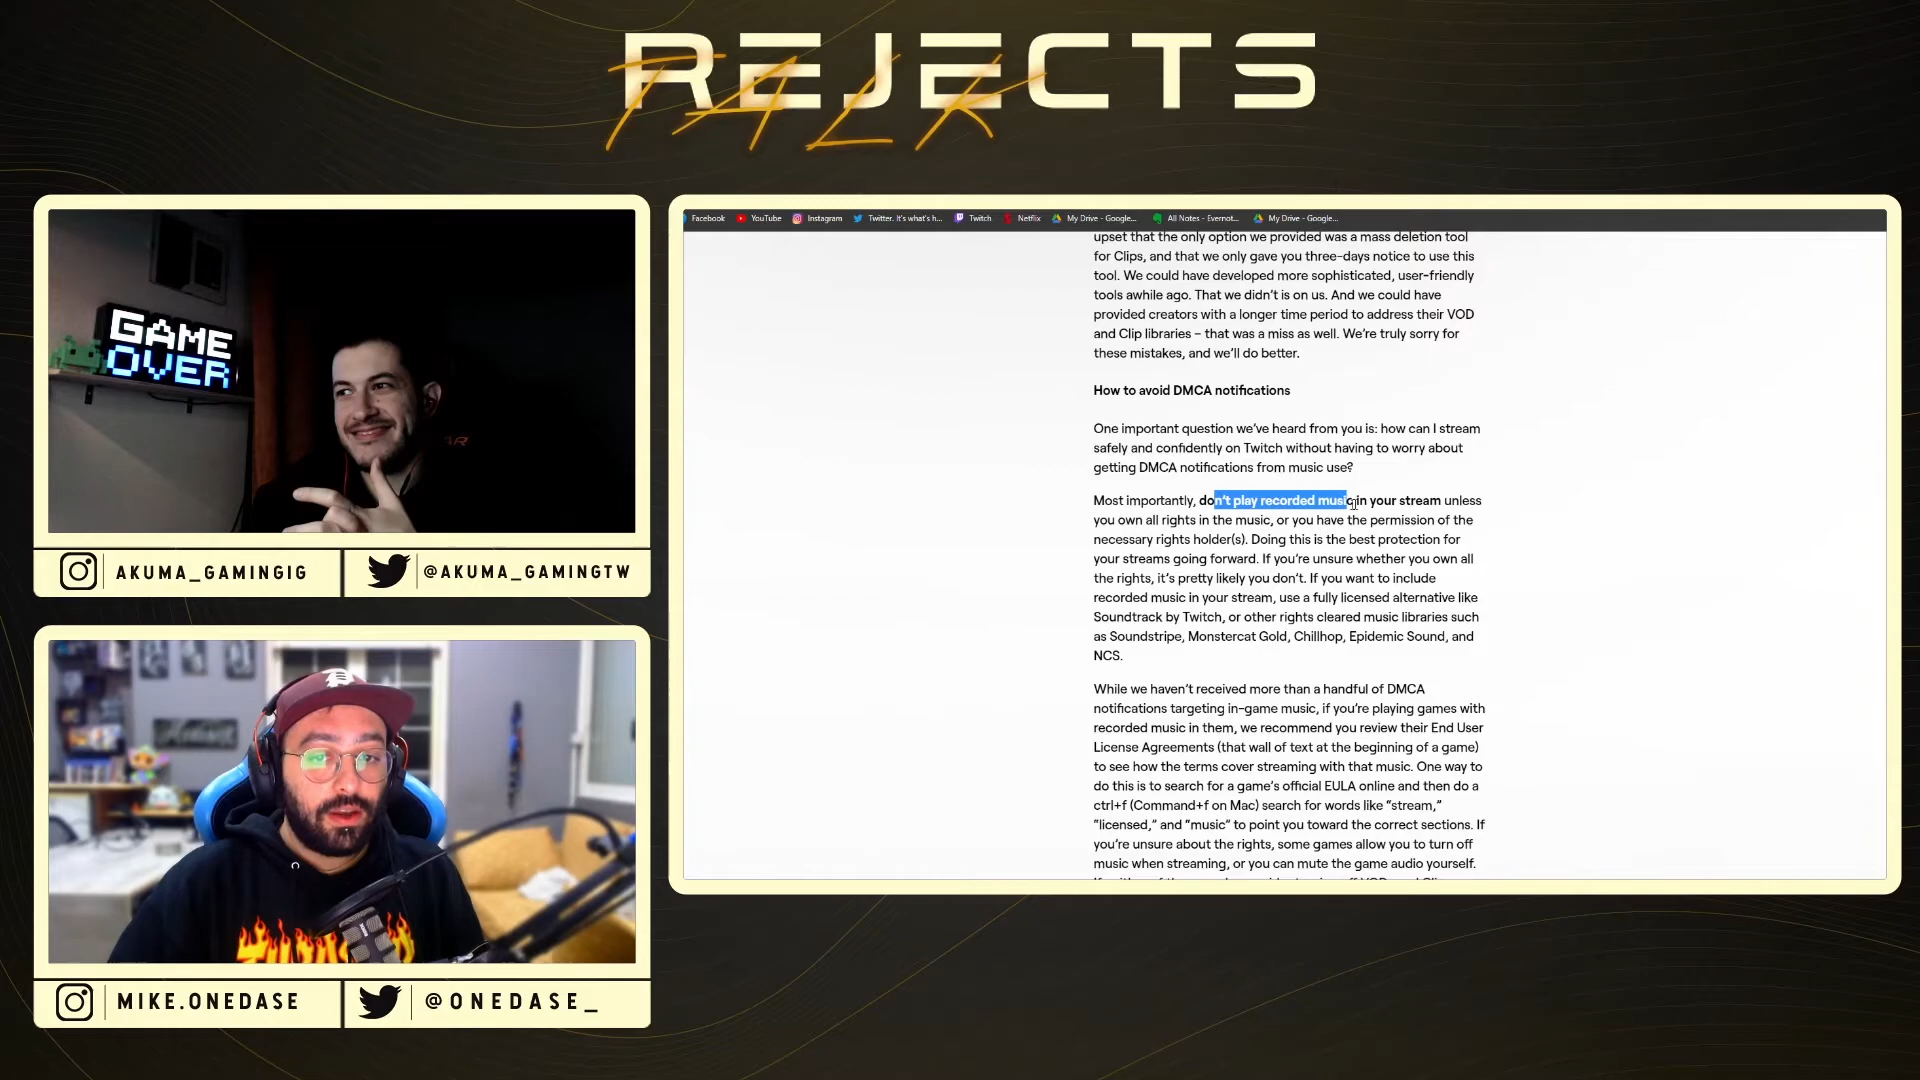 REJECTS
TALK
GAME
OVER
AKUMA_GAMINGIG
@AKUMA_GAMINGTW
MIKE.ONEDASE
@ONEDASE_
Facebook YouTube Instagram Twitter. It's what's h... Twitch Netflix My Drive - Google... All Notes - Evernot... My Drive - Google...
upset that the only option we provided was a mass deletion tool
for Clips, and that we only gave you three-days notice to use this
tool. We could have developed more sophisticated, user-friendly
tools awhile ago. That we didn't is on us. And we could have
provided creators with a longer time period to address their VOD
and Clip libraries – that was a miss as well. We're truly sorry for
these mistakes, and we'll do better.
How to avoid DMCA notifications
One important question we've heard from you is: how can I stream
safely and confidently on Twitch without having to worry about
getting DMCA notifications from music use?
Most importantly, don't play recorded music in your stream unless
you own all rights in the music, or you have the permission of the
necessary rights holder(s). Doing this is the best protection for
your streams going forward. If you're unsure whether you own all
the rights, it's pretty likely you don't. If you want to include
recorded music in your stream, use a fully licensed alternative like
Soundtrack by Twitch, or other rights cleared music libraries such
as Soundstripe, Monstercat Gold, Chillhop, Epidemic Sound, and
NCS.
While we haven't received more than a handful of DMCA
notifications targeting in-game music, if you're playing games with
recorded music in them, we recommend you review their End User
License Agreements (that wall of text at the beginning of a game)
to see how the terms cover streaming with that music. One way to
do this is to search for a game's official EULA online and then do a
ctrl+f (Command+f on Mac) search for words like "stream,"
"licensed," and "music" to point you toward the correct sections. If
you're unsure about the rights, some games allow you to turn off
music when streaming, or you can mute the game audio yourself.